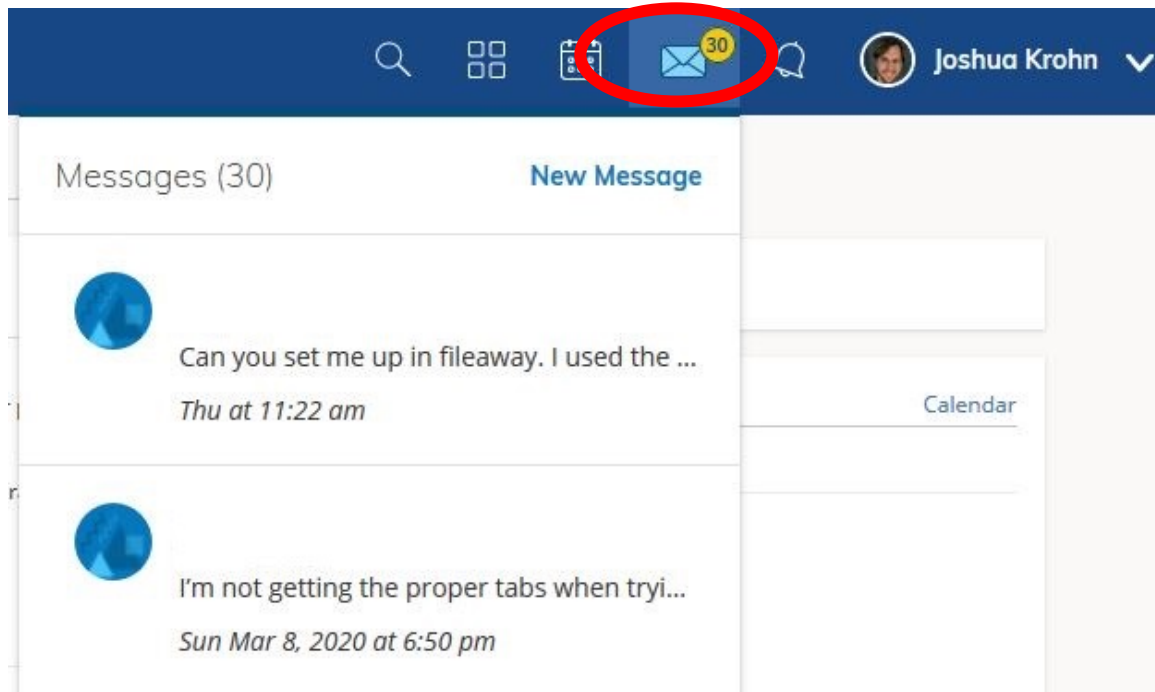 30
Joshua Krohn
Messages (30)
New Message
Can you set me up in fileaway. I used the ...
Thu at 11:22 am
Calendar
I'm not getting the proper tabs when tryi...
Sun Mar 8, 2020 at 6:50 pm